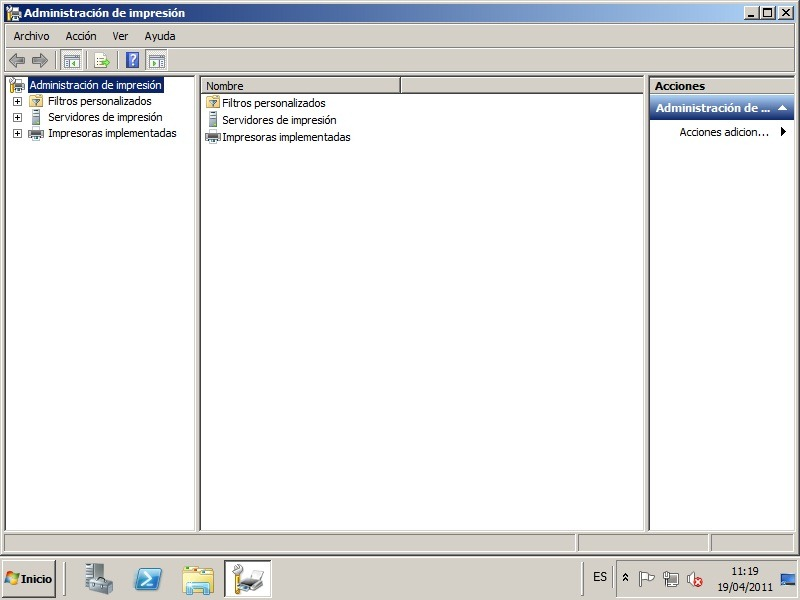 Administración de impresión
Archivo Acción Ver Ayuda
Administración de impresión
Filtros personalizados
Servidores de impresión
Impresoras implementadas
Nombre
Filtros personalizados
Servidores de impresión
Impresoras implementadas
Acciones
Administración de ...
Acciones adicion...
Inicio
ES
11:19
19/04/2011